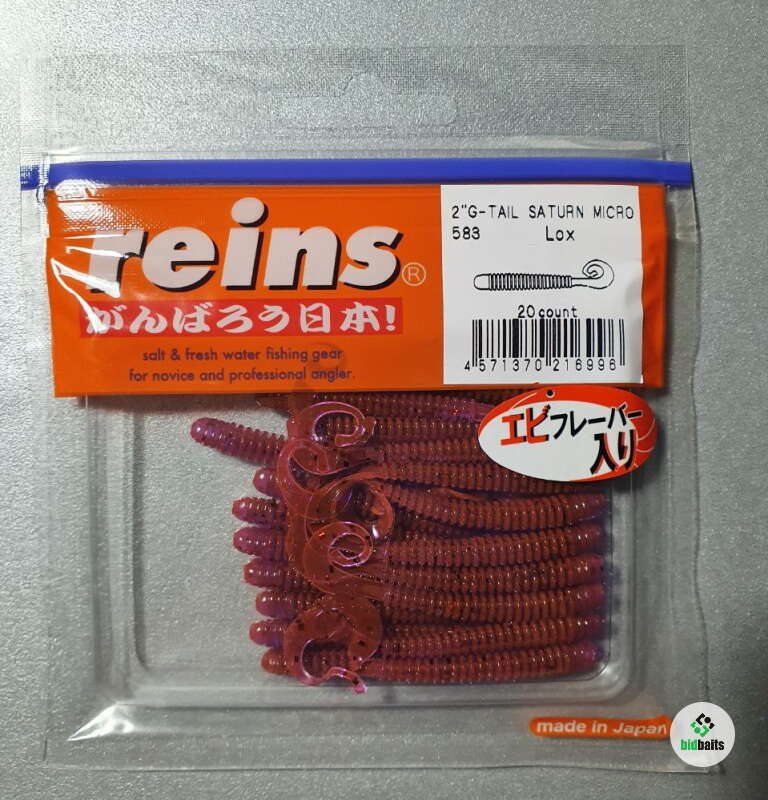 reins®
がんばろう日本!
salt & fresh water fishing gear
for novice and professional angler.
2"G-TAIL SATURN MICRO
583 Lox
20 count
4 571370 216996
エビフレーバー
入り
made in Japan
bidbaits